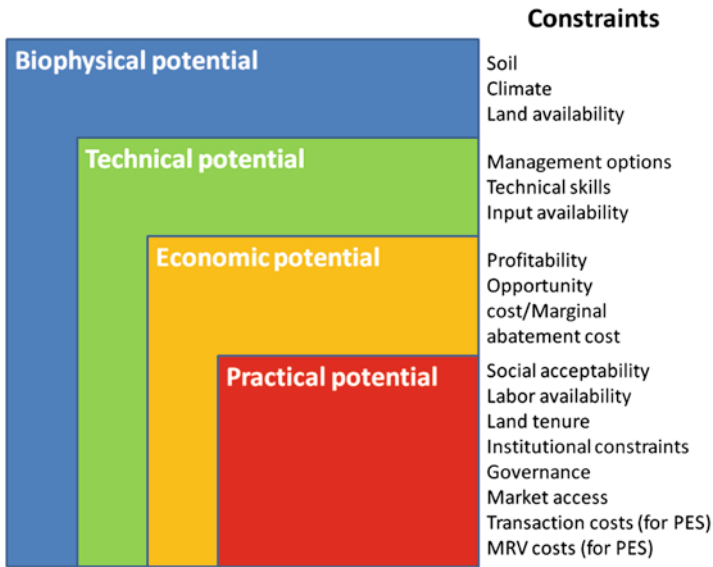 Constraints
Biophysical potential
Soil
Climate
Land availability
Technical potential
Management options
Technical skills
Input availability
Economic potential
Profitability
Opportunity
cost/Marginal
abatement cost
Practical potential
Social acceptability
Labor availability
Land tenure
Institutional constraints
Governance
Market access
Transaction costs (for PES)
MRV costs (for PES)